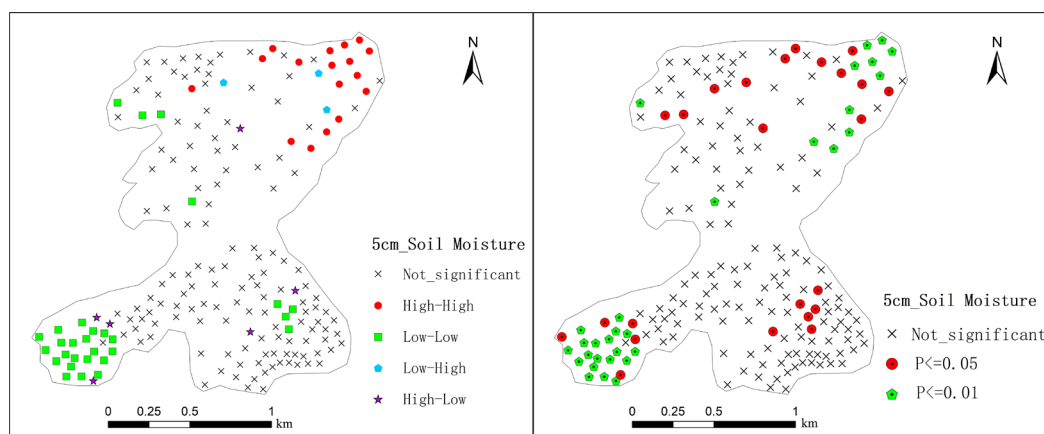 N
5cm_Soil Moisture
Not_significant
High-High
Low-Low
Low-High
High-Low
0 0.25 0.5 1
km
N
5cm_Soil Moisture
Not_significant
P<=0.05
P<=0.01
0 0.25 0.5 1
km